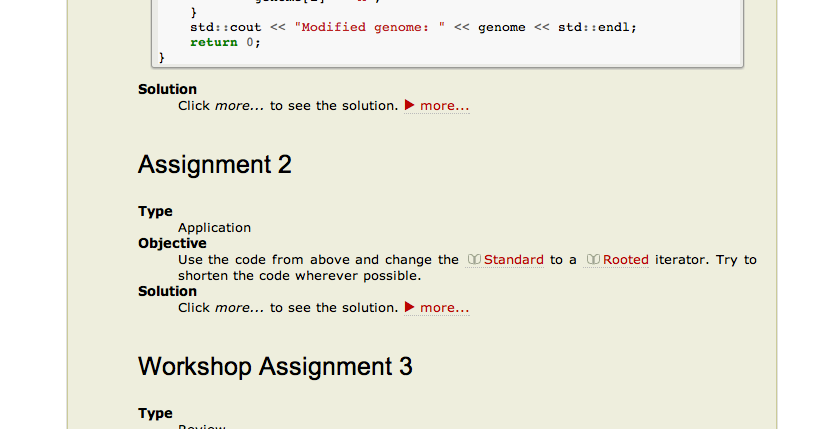 }
std::cout << "Modified genome: " << genome << std::endl;
return 0;
}
Solution
Click more... to see the solution. ▶ more...
Assignment 2
Type
Application
Objective
Use the code from above and change the Standard to a Rooted iterator. Try to
shorten the code wherever possible.
Solution
Click more... to see the solution. ▶ more...
Workshop Assignment 3
Type
Review